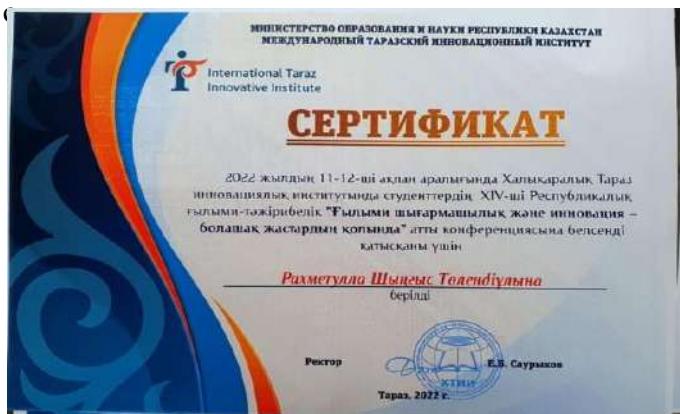 МИНИСТЕРСТВО ОБРАЗОВАНИЯ И НАУКИ РЕСПУБЛИКИ КАЗАХСТАН
МЕЖДУНАРОДНЫЙ ТАРАЗСКИЙ ИННОВАЦИОННЫЙ ИНСТИТУТ
International Taraz
Innovative Institute
СЕРТИФИКАТ
2022 жылдың 11-12-ші ақпан аралығында Халықаралық Тараз
инновациялық институтында студенттердің XIV-ші Республикалық
ғылыми-тәжірибелік "Ғылыми шығармашылық және инновация –
болашақ жастардың қолында" атты конференциясына белсенді
қатысқаны үшін
Рахметулла Шыңғыс Төлендіұлына
берілді
Ректор
Е.Б. Саурыков
ХТИИ
Тараз, 2022 г.